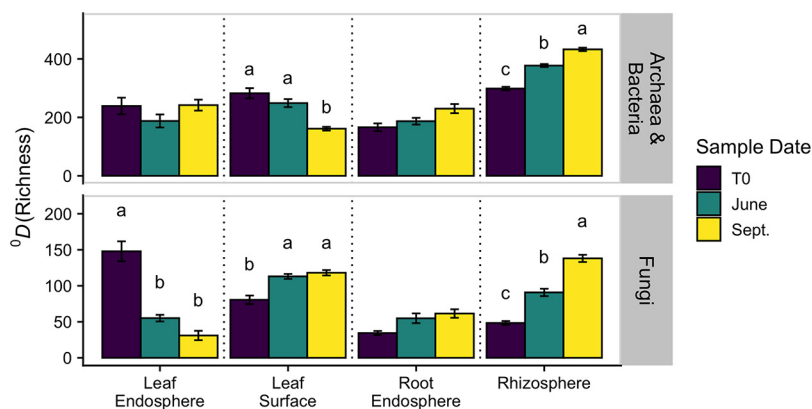 Archaea &
Bacteria
400
200
0
a
a
b
c
b
a
⁰D(Richness)
Fungi
200
150
100
50
0
a
b
b
b
a
a
c
b
a
Leaf
Endosphere
Leaf
Surface
Root
Endosphere
Rhizosphere
Sample Date
T0
June
Sept.